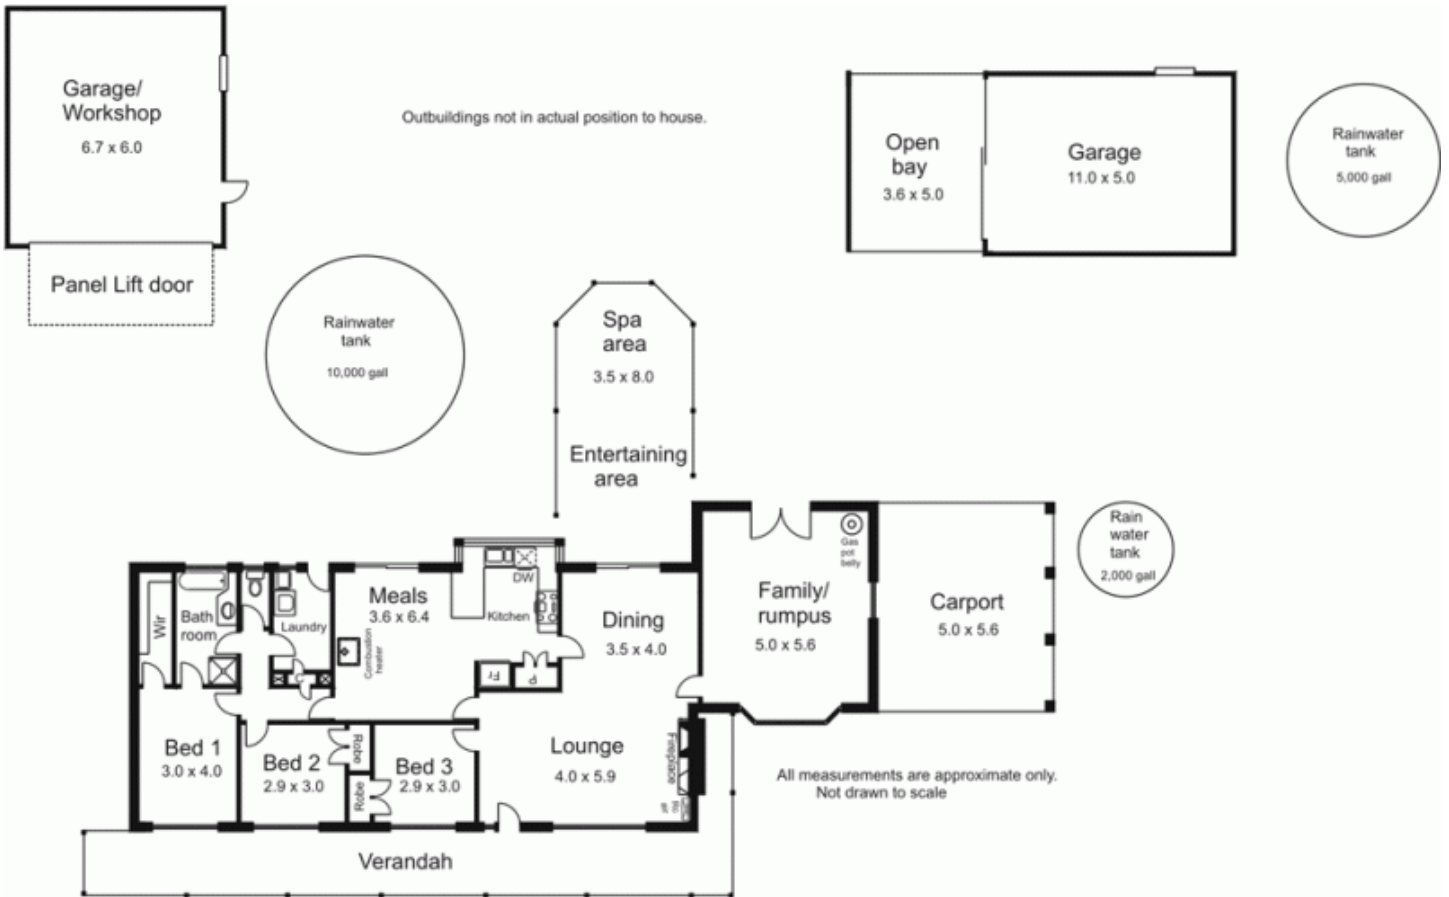 Garage/
Workshop
6.7 x 6.0
Panel Lift door
Outbuildings not in actual position to house.
Open
bay
3.6 x 5.0
Garage
11.0 x 5.0
Rainwater
tank
5,000 gall
Rainwater
tank
10,000 gall
Spa
area
3.5 x 8.0
Entertaining
area
Rain
water
tank
2,000 gall
Wir
Bath
room
Laundry
C
Meals
3.6 x 6.4
Combustion
heater
Kitchen
DW
Fr
P
Dining
3.5 x 4.0
Family/
rumpus
5.0 x 5.6
Gas
pot
belly
Carport
5.0 x 5.6
Bed 1
3.0 x 4.0
Bed 2
2.9 x 3.0
Robe
Robe
Bed 3
2.9 x 3.0
Lounge
4.0 x 5.9
Fireplace
All measurements are approximate only.
Not drawn to scale
Verandah